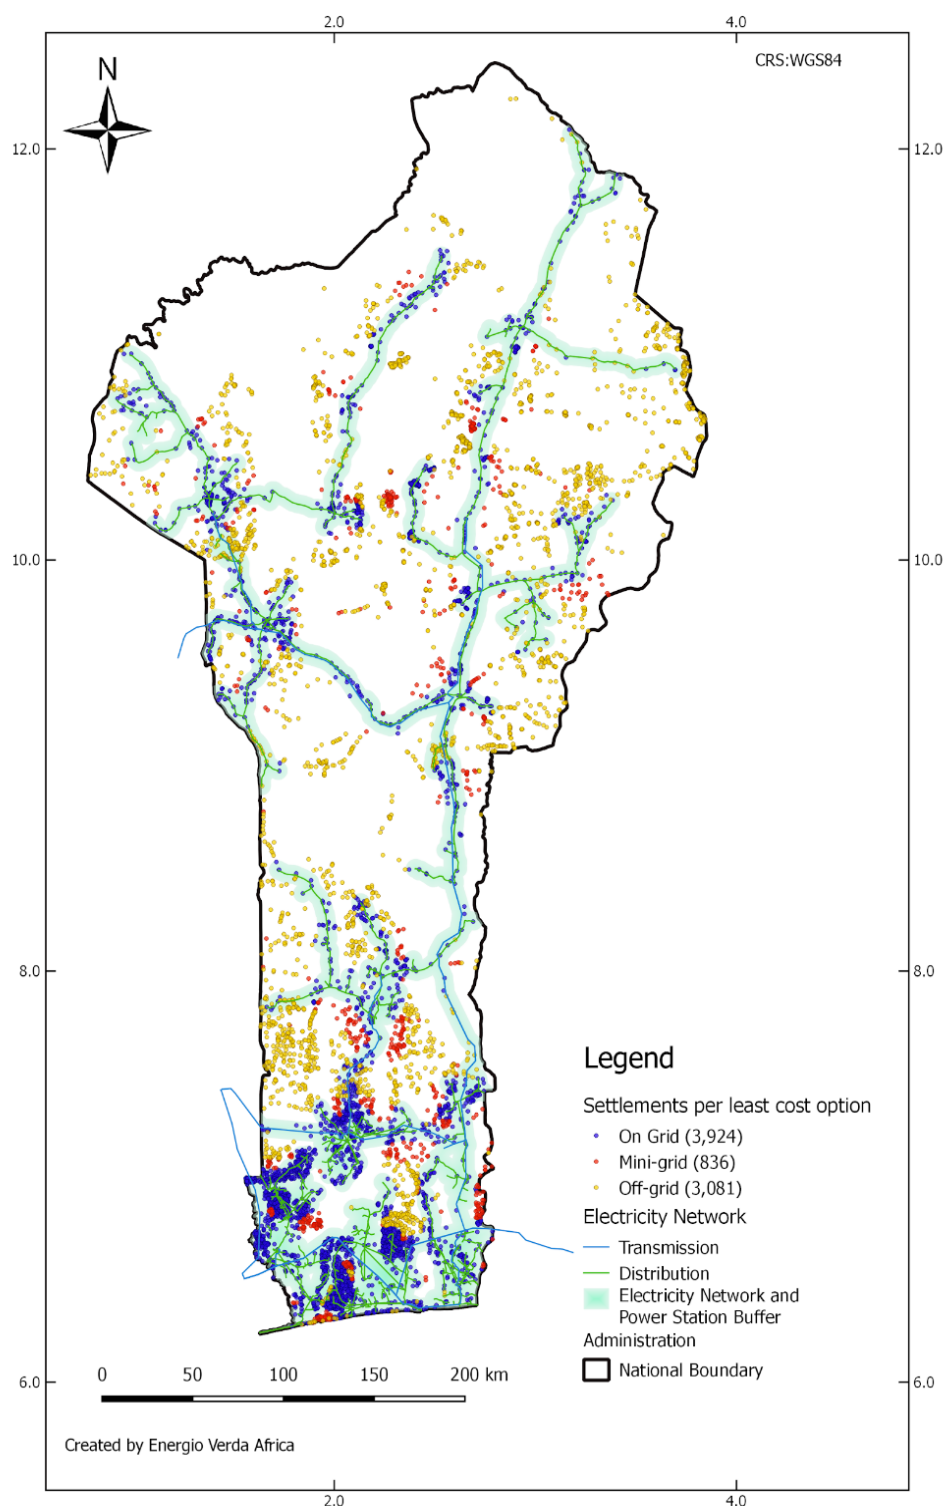 2.0 4.0
CRS:WGS84
N
12.0 12.0
10.0 10.0
8.0 8.0
Legend
Settlements per least cost option
On Grid (3,924)
Mini-grid (836)
Off-grid (3,081)
Electricity Network
Transmission
Distribution
Electricity Network and
Power Station Buffer
Administration
National Boundary
6.0 6.0
0 50 100 150 200 km
Created by Energio Verda Africa
2.0 4.0